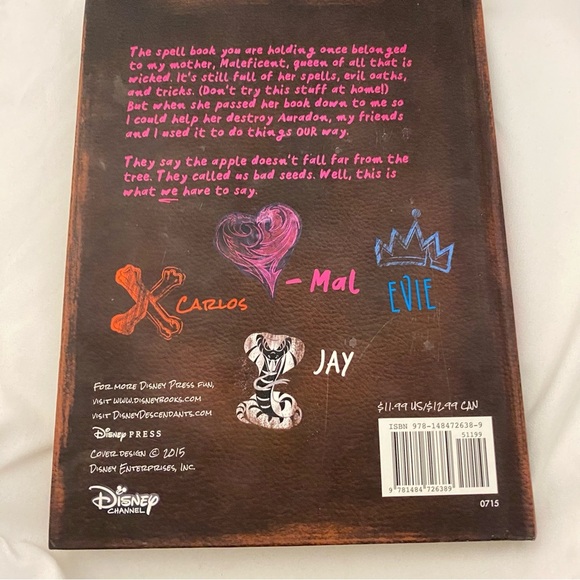 The spell book you are holding once belonged
to my mother, Maleficent, queen of all that is
wicked. It's still full of her spells, evil oaths,
and tricks. (Don't try this stuff at home!)
But when she passed her book down to me so
I could help her destroy Auradon, my friends
and I used it to do things OUR way.
They say the apple doesn't fall far from the
tree. They called us bad seeds. Well, this is
what we have to say.
- Mal
EVIE
CARLOS
JAY
FOR MORE DISNEY PRESS FUN,
VISIT WWW.DISNEYBOOKS.COM
VISIT DISNEYDESCENDANTS.COM
Disney PRESS
COVER DESIGN © 2015
DISNEY ENTERPRISES, INC.
Disney
CHANNEL
$11.99 US/$12.99 CAN
ISBN 978-148472638-9
51199
9 781484 726389
0715